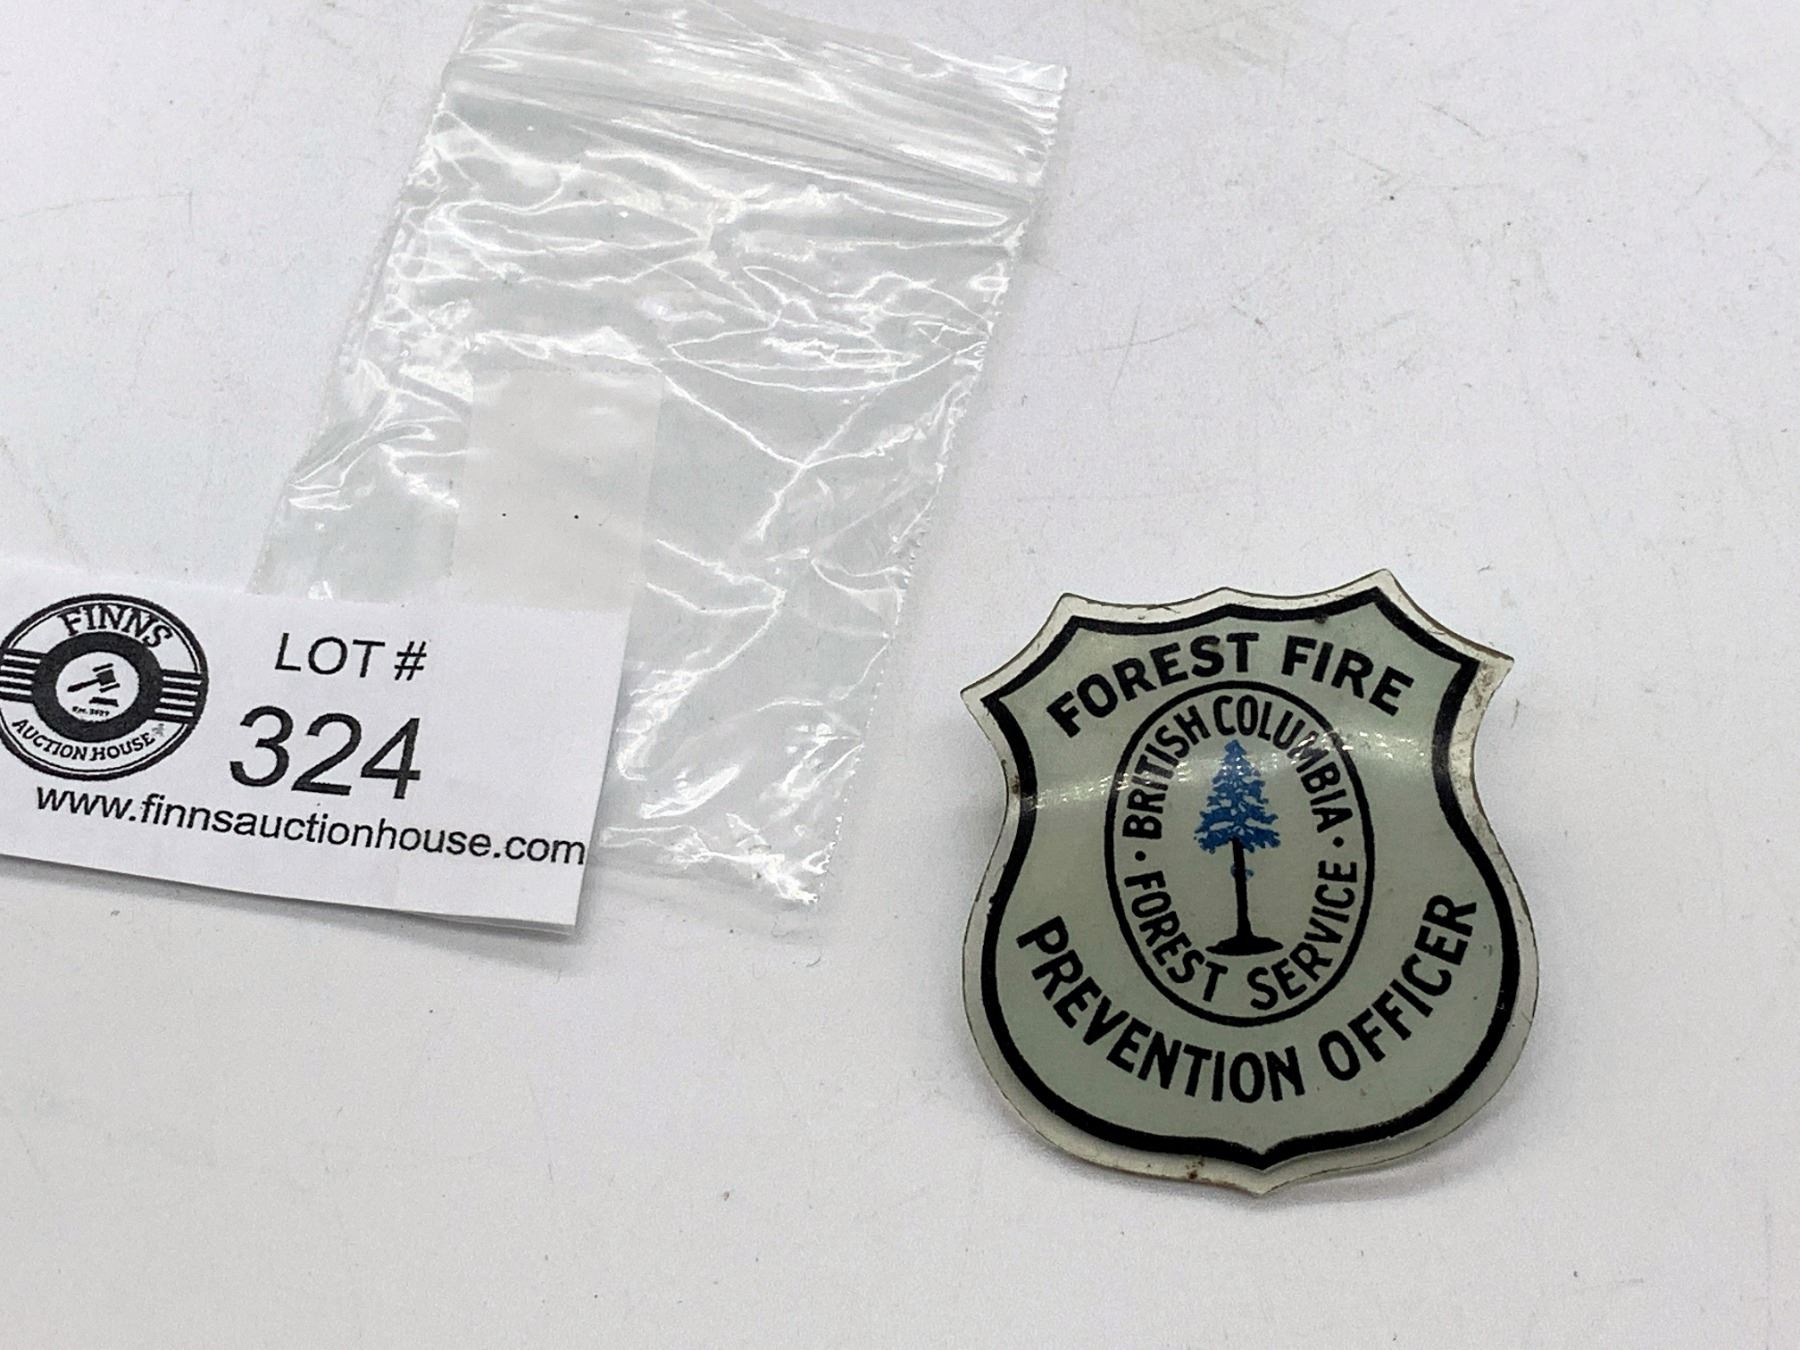 FINNS
AUCTION HOUSE
LOT #
324
www.finnsauctionhouse.com
FOREST FIRE
BRITISH COLUMBIA
• FOREST SERVICE •
PREVENTION OFFICER